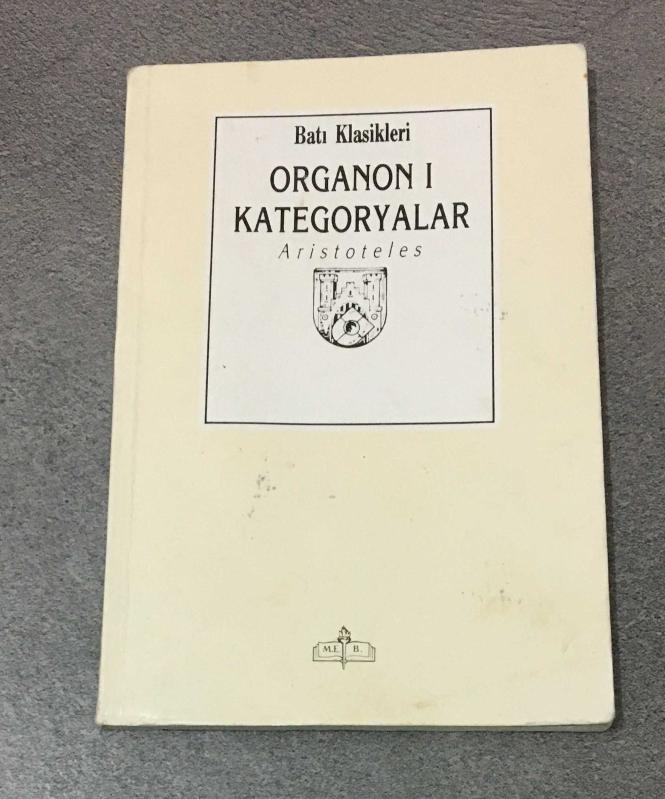 Batı Klasikleri
ORGANON I
KATEGORYALAR
Aristoteles
M.E. B.